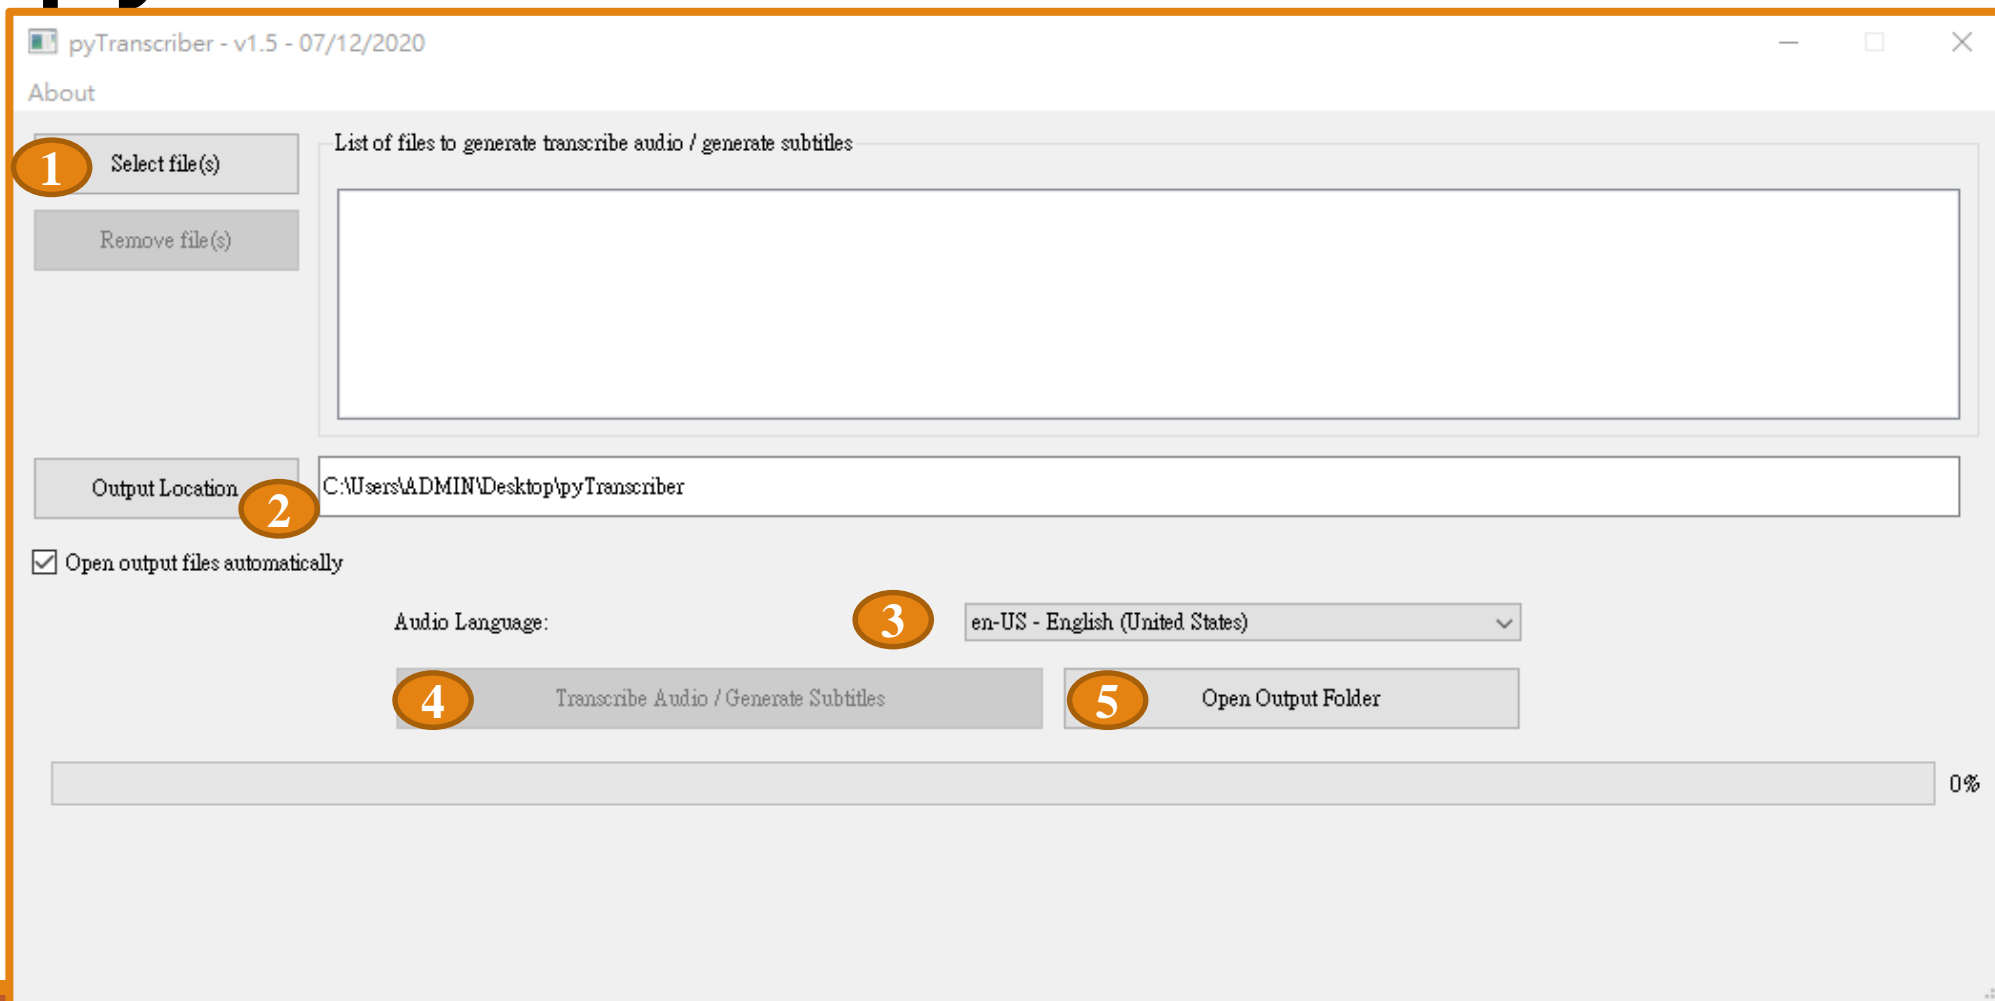 pyTranscriber - v1.5 - 07/12/2020
About
1 Select file(s)
List of files to generate transcribe audio / generate subtitles
Remove file(s)
Output Location 2 C:\Users\ADMIN\Desktop\pyTranscriber
Open output files automatically
Audio Language: 3 en-US - English (United States)
4 Transcribe Audio / Generate Subtitles
5 Open Output Folder
0%